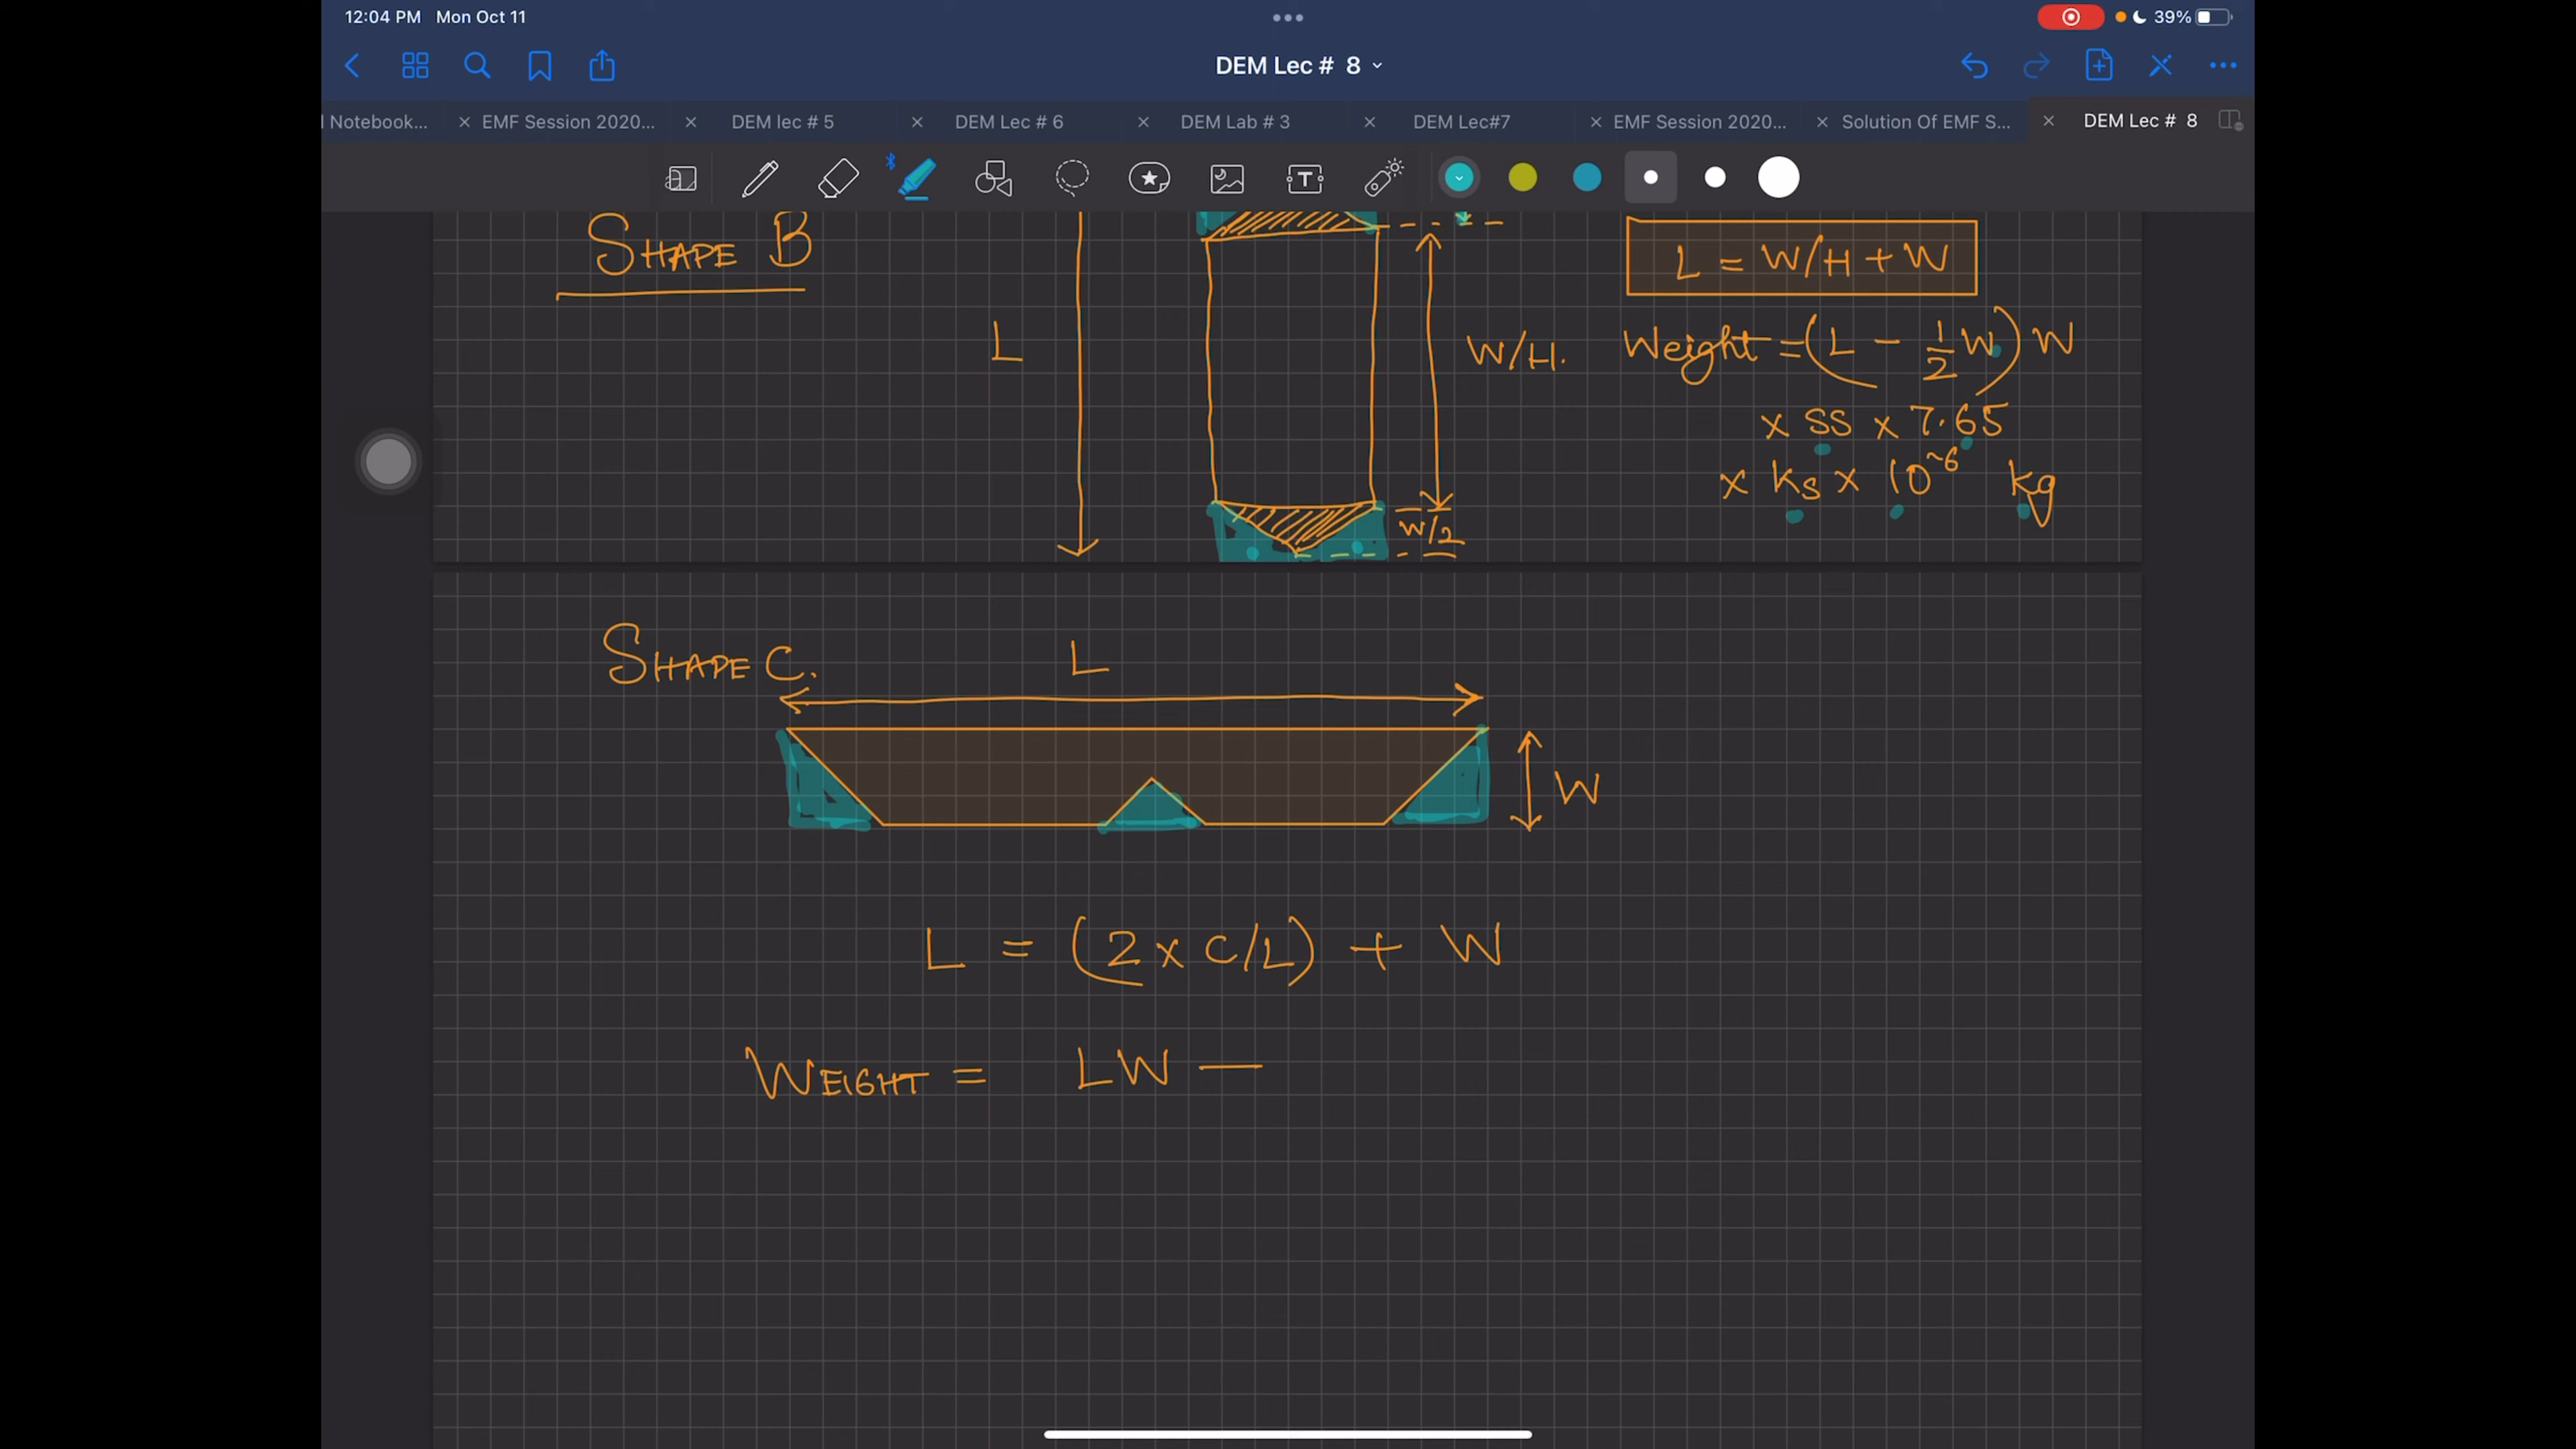 12:04 PM Mon Oct 11
39%
DEM Lec # 8
Notebook...
EMF Session 2020...
DEM lec # 5
DEM Lec # 6
DEM Lab # 3
DEM Lec#7
EMF Session 2020...
Solution Of EMF S...
DEM Lec # 8
SHAPE B
L
W/H.
W/2
L = W/H + W
Weight = (L - 1/2 W) W
x SS x 7.65
x Ks x 10^-6 kg
SHAPE C.
L
W
L = (2 x C/L) + W
WEIGHT = LW —